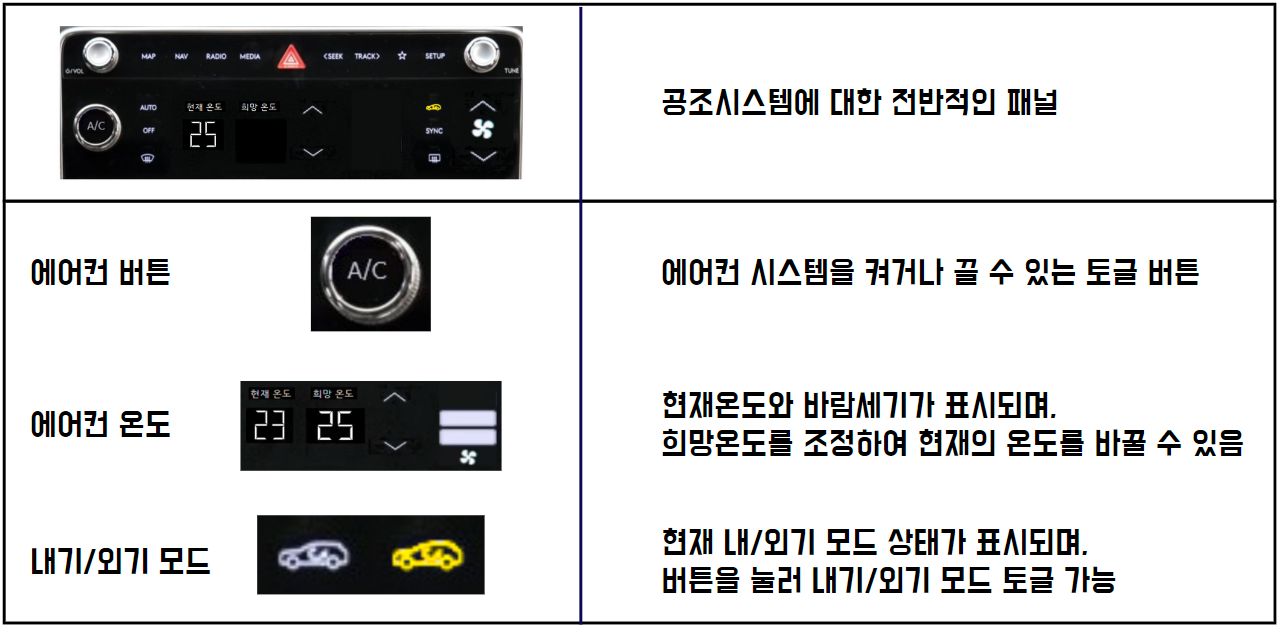 MAP NAV RADIO MEDIA <SEEK TRACK> ☆ SETUP
⏻/VOL
TUNE
A/C
AUTO
OFF
현재 온도 희망 온도
25
SYNC
공조시스템에 대한 전반적인 패널
에어컨 버튼
A/C
에어컨 시스템을 켜거나 끌 수 있는 토글 버튼
에어컨 온도
현재 온도 희망 온도
23 25
현재온도와 바람세기가 표시되며,
희망온도를 조정하여 현재의 온도를 바꿀 수 있음
내기/외기 모드
현재 내/외기 모드 상태가 표시되며,
버튼을 눌러 내기/외기 모드 토글 가능